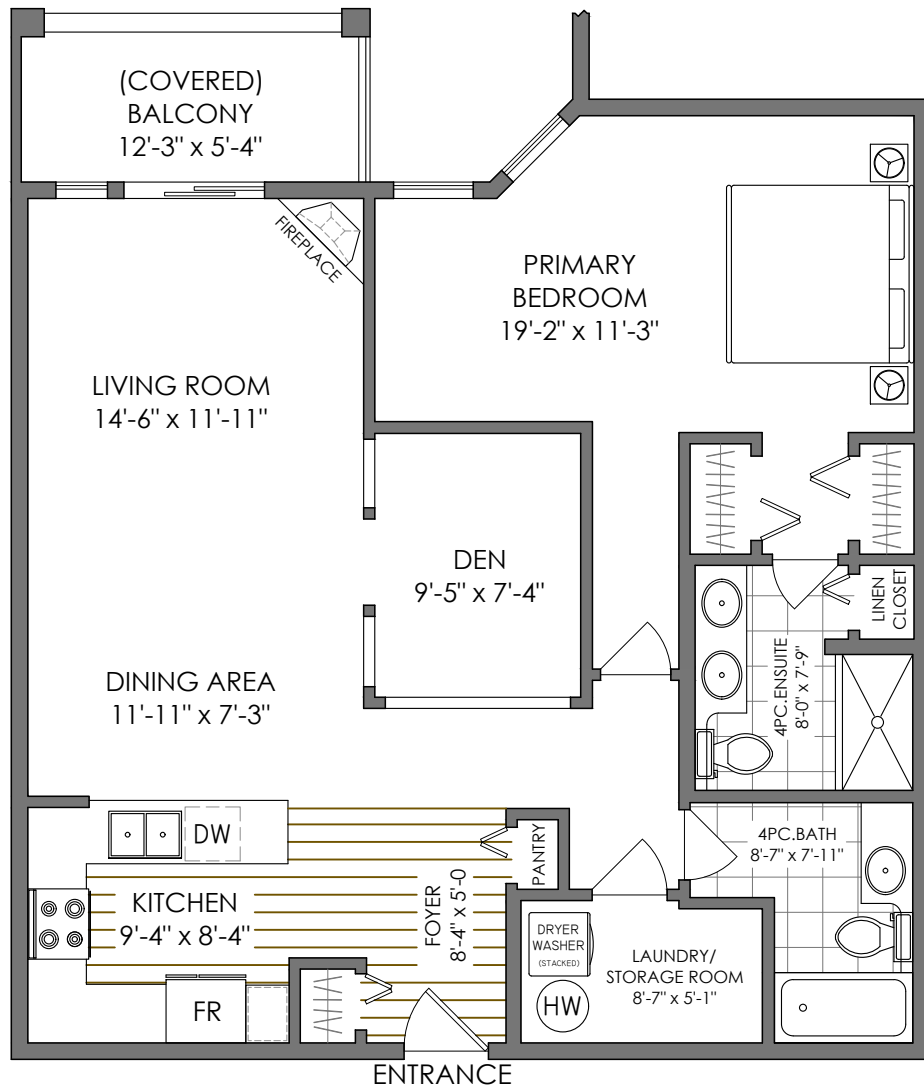 (COVERED)
BALCONY
12'-3" x 5'-4"
FIREPLACE
PRIMARY
BEDROOM
19'-2" x 11'-3"
LIVING ROOM
14'-6" x 11'-11"
DEN
9'-5" x 7'-4"
LINEN
CLOSET
4PC.ENSUITE
8'-0" x 7'-9"
DINING AREA
11'-11" x 7'-3"
DW
PANTRY
4PC.BATH
8'-7" x 7'-11"
KITCHEN
9'-4" x 8'-4"
FOYER
8'-4" x 5'-0
DRYER
WASHER
(STACKED)
LAUNDRY/
STORAGE ROOM
8'-7" x 5'-1"
HW
FR
ENTRANCE